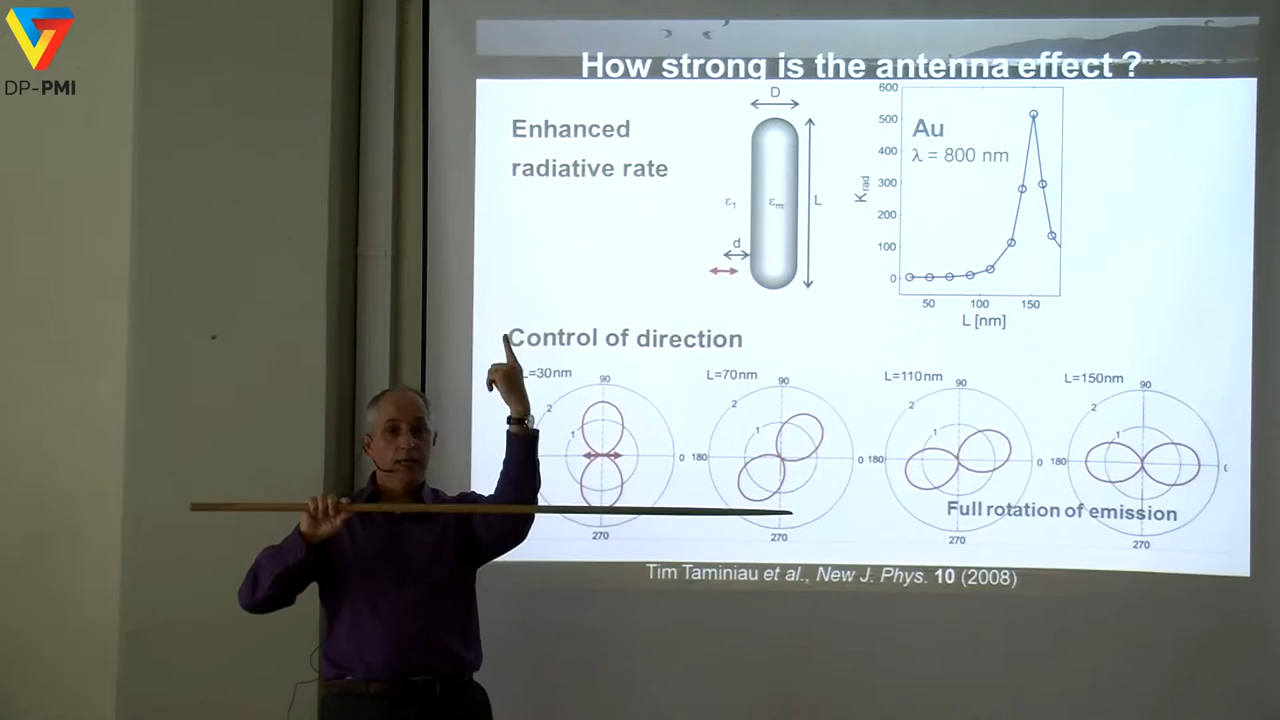 DP-PMI
How strong is the antenna effect ?
Enhanced
radiative rate
D
ε1
εm
L
d
600
500
400
300
200
100
0
Krad
Au
λ = 800 nm
50
100
150
L [nm]
Control of direction
L=30nm
90
2
1
0
270
L=70nm
90
2
1
180
0
270
L=110nm
90
2
1
180
0
270
L=150nm
90
2
1
180
270
Full rotation of emission
Tim Taminiau et al., New J. Phys. 10 (2008)